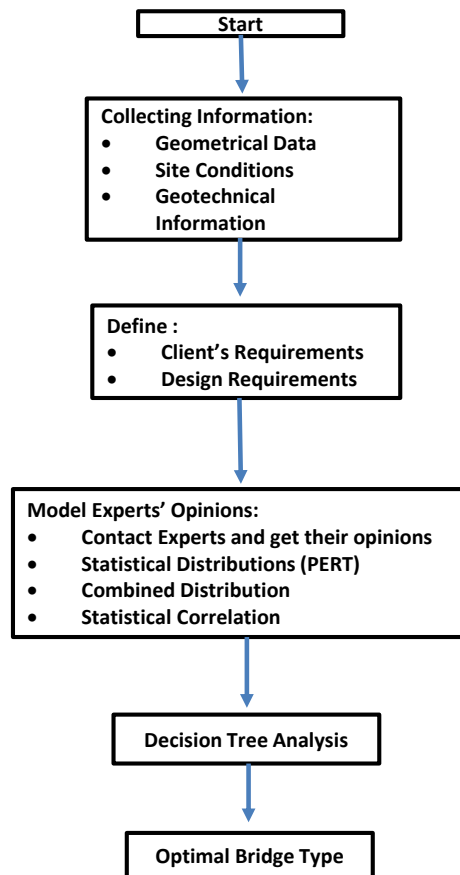 Start
Collecting Information:
• Geometrical Data
• Site Conditions
• Geotechnical
Information
Define :
• Client’s Requirements
• Design Requirements
Model Experts’ Opinions:
• Contact Experts and get their opinions
• Statistical Distributions (PERT)
• Combined Distribution
• Statistical Correlation
Decision Tree Analysis
Optimal Bridge Type